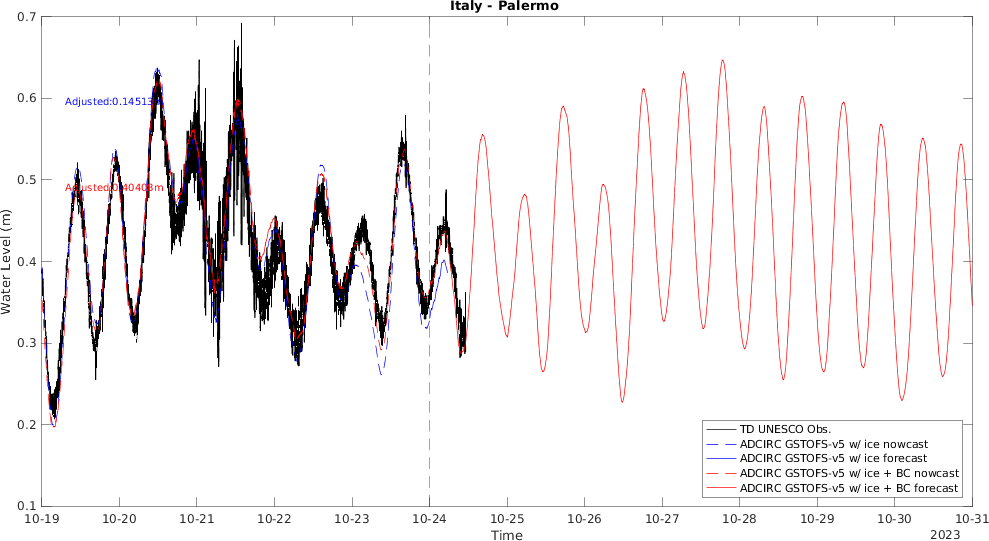 Italy - Palermo
0.7
0.6
0.5
0.4
0.3
0.2
0.1
Water Level (m)
Adjusted:0.14513
Adjusted:0.40403m
TD UNESCO Obs.
ADCIRC GSTOFS-v5 w/ ice nowcast
ADCIRC GSTOFS-v5 w/ ice forecast
ADCIRC GSTOFS-v5 w/ ice + BC nowcast
ADCIRC GSTOFS-v5 w/ ice + BC forecast
10-19 10-20 10-21 10-22 10-23 10-24 10-25 10-26 10-27 10-28 10-29 10-30 10-31
Time
2023